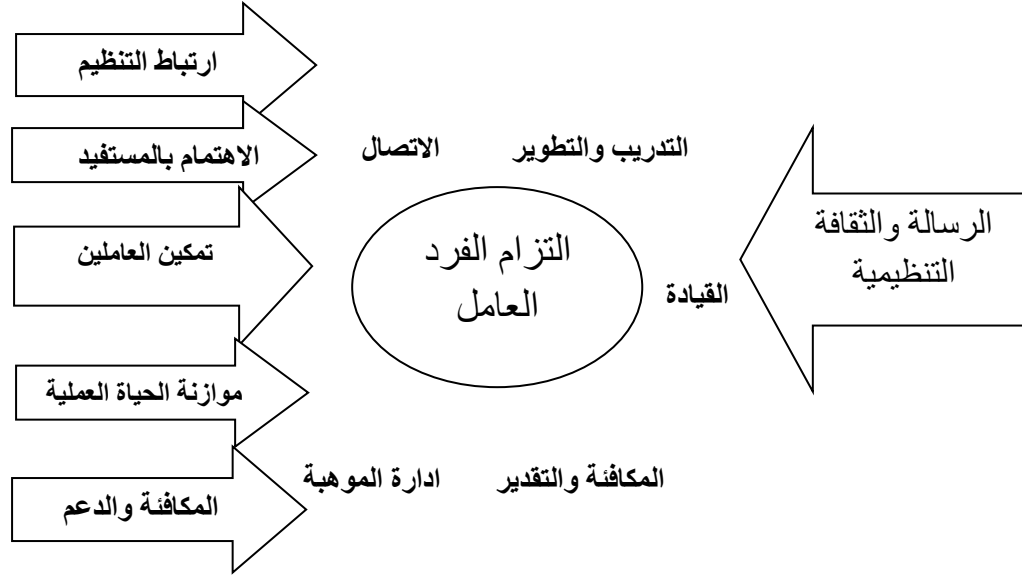 ارتباط التنظيم
الاهتمام بالمستفيد
تمكين العاملين
موازنة الحياة العملية
المكافئة والدعم
التدريب والتطوير
الاتصال
التزام الفرد
العامل
القيادة
المكافئة والتقدير
ادارة الموهبة
الرسالة والثقافة
التنظيمية